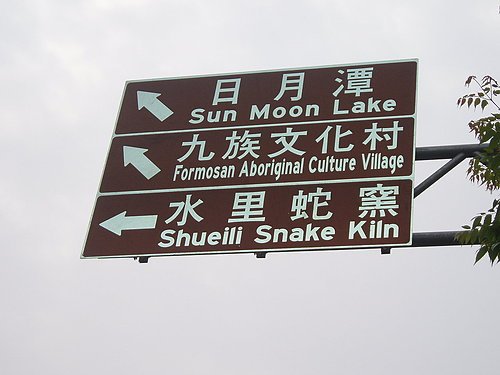 日月潭
Sun Moon Lake
九族文化村
Formosan Aboriginal Culture Village
水里蛇窯
Shueili Snake Kiln